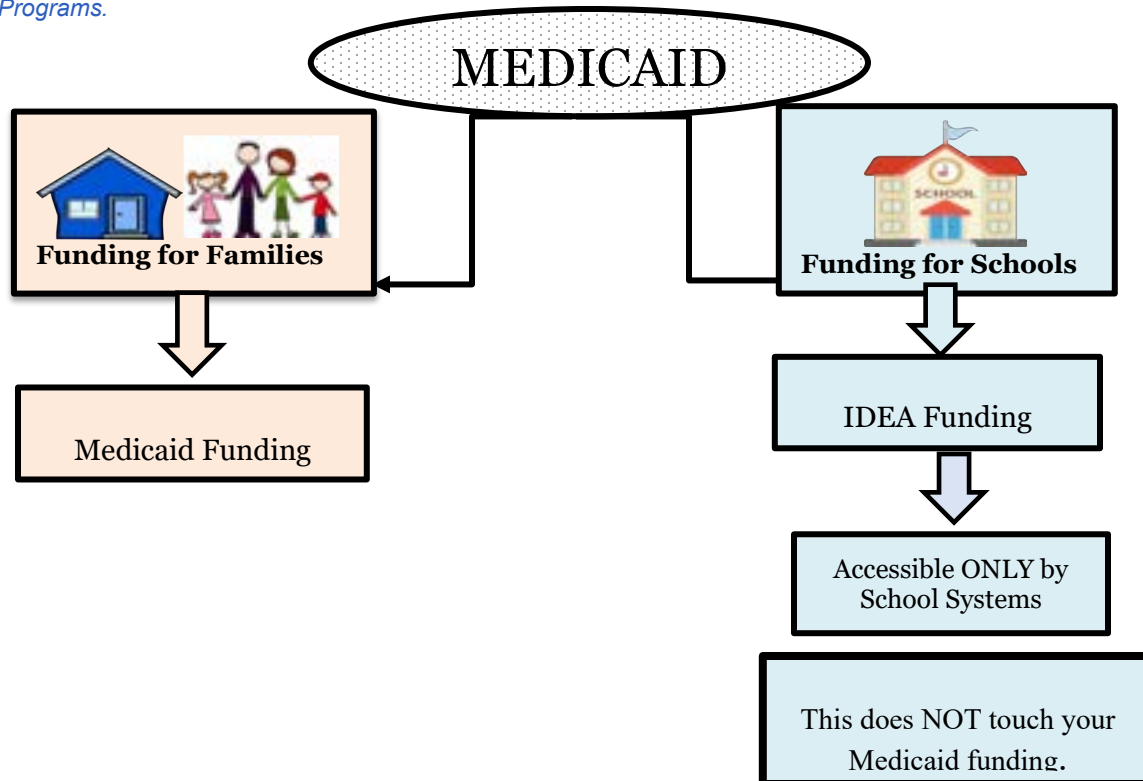 Programs.
MEDICAID
Funding for Families
SCHOOL
Funding for Schools
Medicaid Funding
IDEA Funding
Accessible ONLY by
School Systems
This does NOT touch your
Medicaid funding.